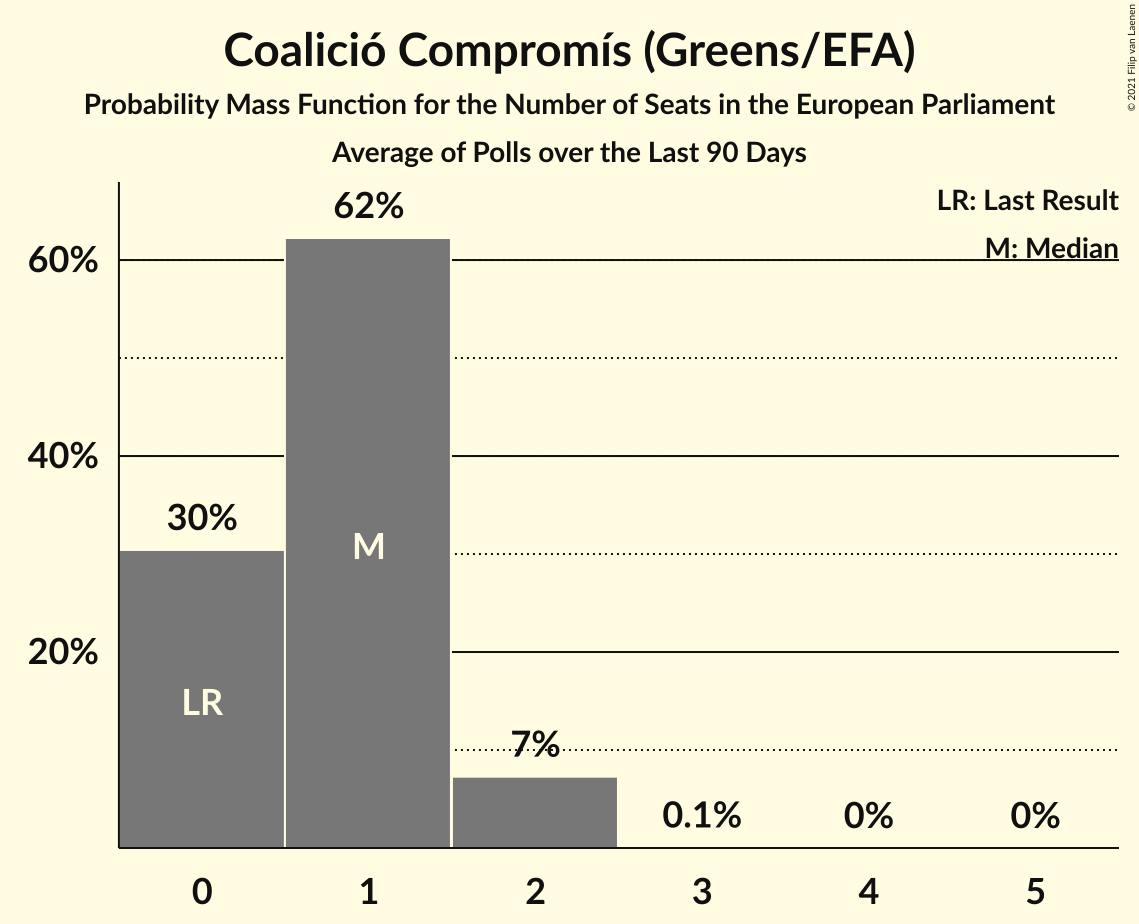 Coalició Compromís (Greens/EFA)
Probability Mass Function for the Number of Seats in the European Parliament
Average of Polls over the Last 90 Days
© 2021 Filip van Laenen
LR: Last Result
M: Median
62%
60%
40%
30%
M
20%
LR
7%
0.1%
0%
0%
0 1 2 3 4 5